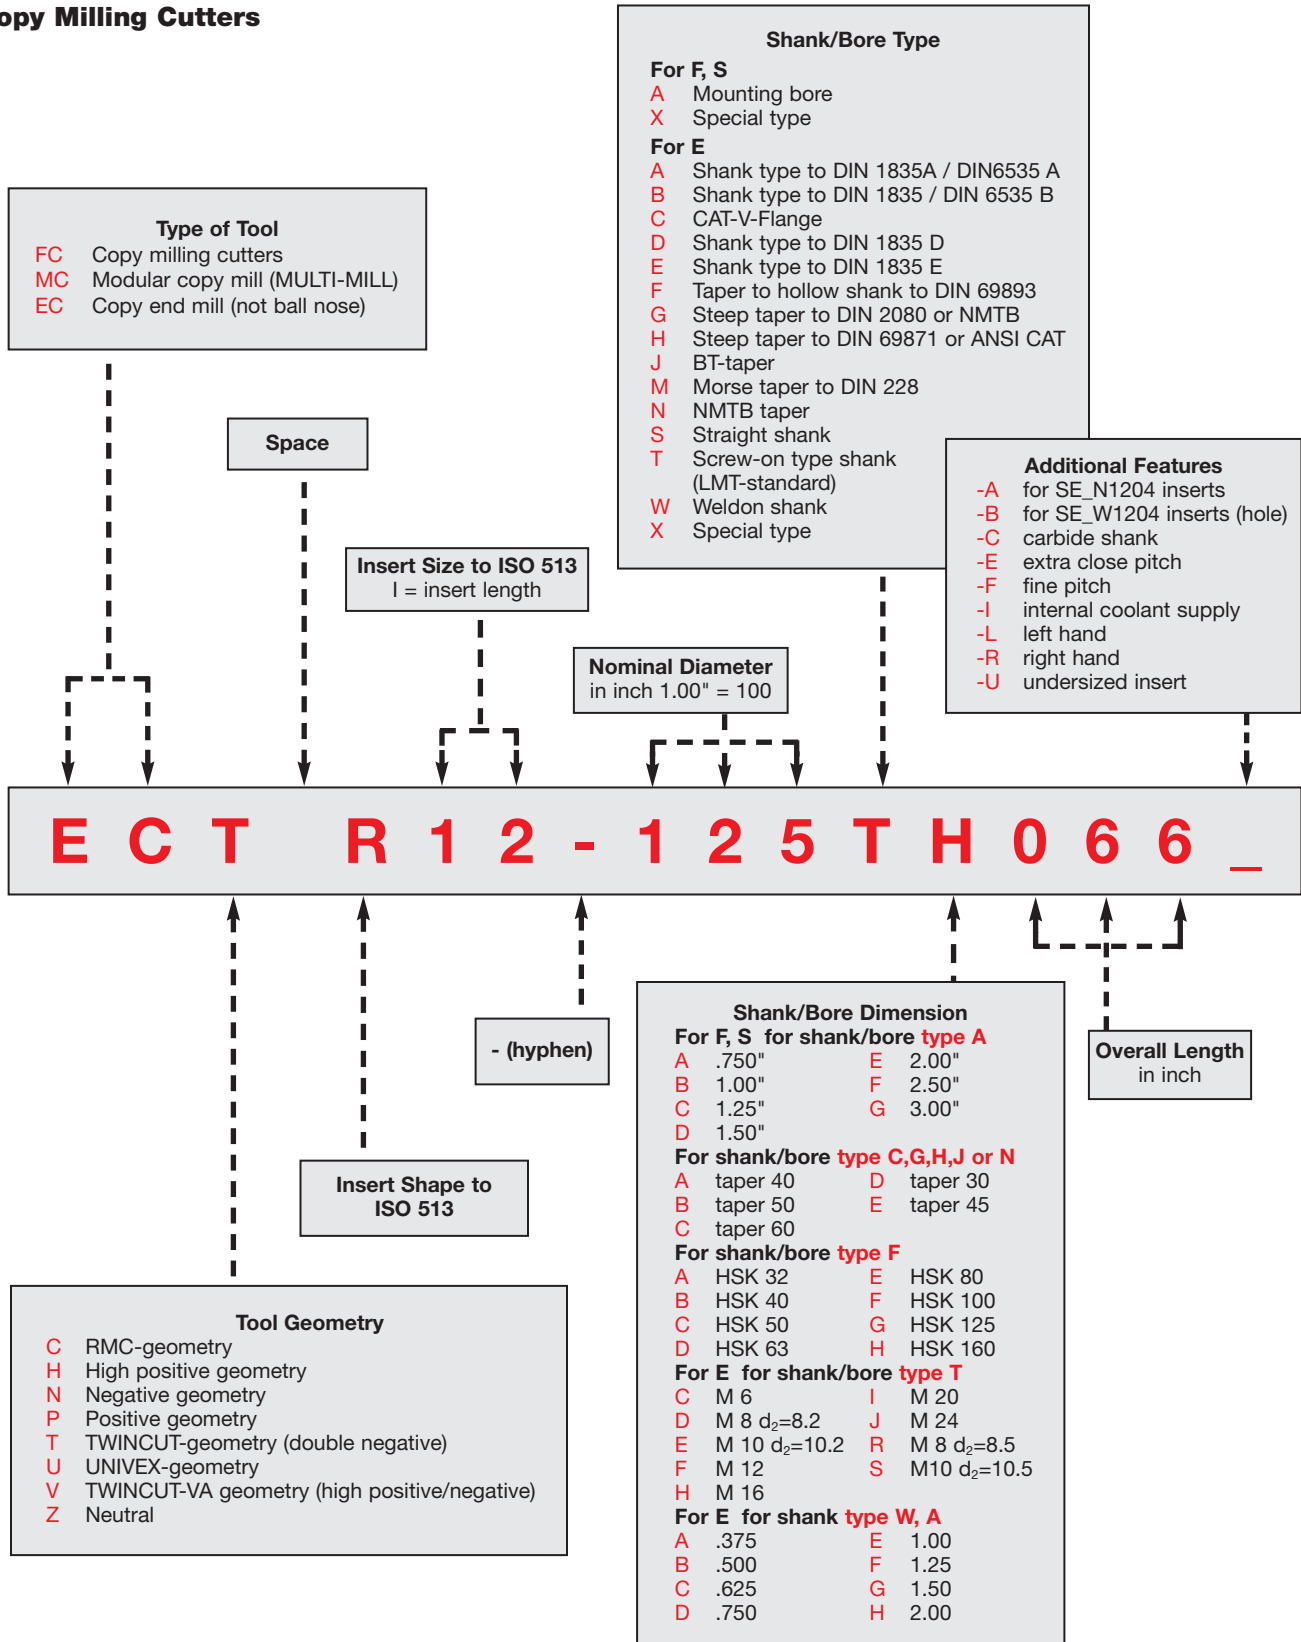 opy Milling Cutters
Shank/Bore Type
For F, S
A Mounting bore
X Special type
For E
A Shank type to DIN 1835A / DIN6535 A
B Shank type to DIN 1835 / DIN 6535 B
C CAT-V-Flange
D Shank type to DIN 1835 D
E Shank type to DIN 1835 E
F Taper to hollow shank to DIN 69893
G Steep taper to DIN 2080 or NMTB
H Steep taper to DIN 69871 or ANSI CAT
J BT-taper
M Morse taper to DIN 228
N NMTB taper
S Straight shank
T Screw-on type shank
(LMT-standard)
W Weldon shank
X Special type
Type of Tool
FC Copy milling cutters
MC Modular copy mill (MULTI-MILL)
EC Copy end mill (not ball nose)
Space
Insert Size to ISO 513
I = insert length
Nominal Diameter
in inch 1.00" = 100
Additional Features
-A for SE_N1204 inserts
-B for SE_W1204 inserts (hole)
-C carbide shank
-E extra close pitch
-F fine pitch
-I internal coolant supply
-L left hand
-R right hand
-U undersized insert
E C T R 1 2 - 1 2 5 T H 0 6 6 _
- (hyphen)
Insert Shape to
ISO 513
Overall Length
in inch
Tool Geometry
C RMC-geometry
H High positive geometry
N Negative geometry
P Positive geometry
T TWINCUT-geometry (double negative)
U UNIVEX-geometry
V TWINCUT-VA geometry (high positive/negative)
Z Neutral
Shank/Bore Dimension
For F, S for shank/bore type A
A .750" E 2.00"
B 1.00" F 2.50"
C 1.25" G 3.00"
D 1.50"
For shank/bore type C,G,H,J or N
A taper 40 D taper 30
B taper 50 E taper 45
C taper 60
For shank/bore type F
A HSK 32 E HSK 80
B HSK 40 F HSK 100
C HSK 50 G HSK 125
D HSK 63 H HSK 160
For E for shank/bore type T
C M 6 I M 20
D M 8 d₂=8.2 J M 24
E M 10 d₂=10.2 R M 8 d₂=8.5
F M 12 S M10 d₂=10.5
H M 16
For E for shank type W, A
A .375 E 1.00
B .500 F 1.25
C .625 G 1.50
D .750 H 2.00